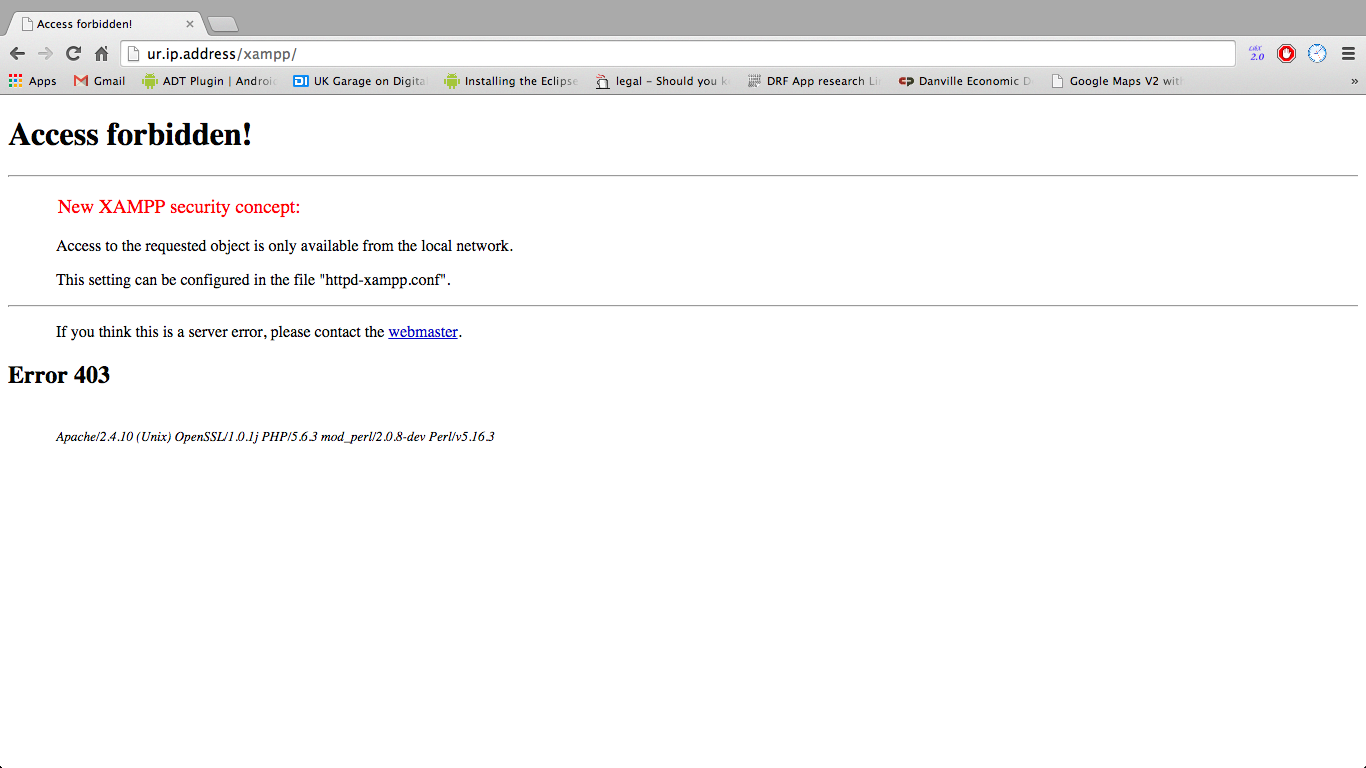 Access forbidden!
ur.ip.address/xampp/
LBX 2.0
Apps Gmail ADT Plugin | Androi UK Garage on Digita Installing the Eclipse legal – Should you k DRF App research Li Danville Economic D Google Maps V2 wit »
Access forbidden!
New XAMPP security concept:
Access to the requested object is only available from the local network.
This setting can be configured in the file "httpd-xampp.conf".
If you think this is a server error, please contact the webmaster.
Error 403
Apache/2.4.10 (Unix) OpenSSL/1.0.1j PHP/5.6.3 mod_perl/2.0.8-dev Perl/v5.16.3